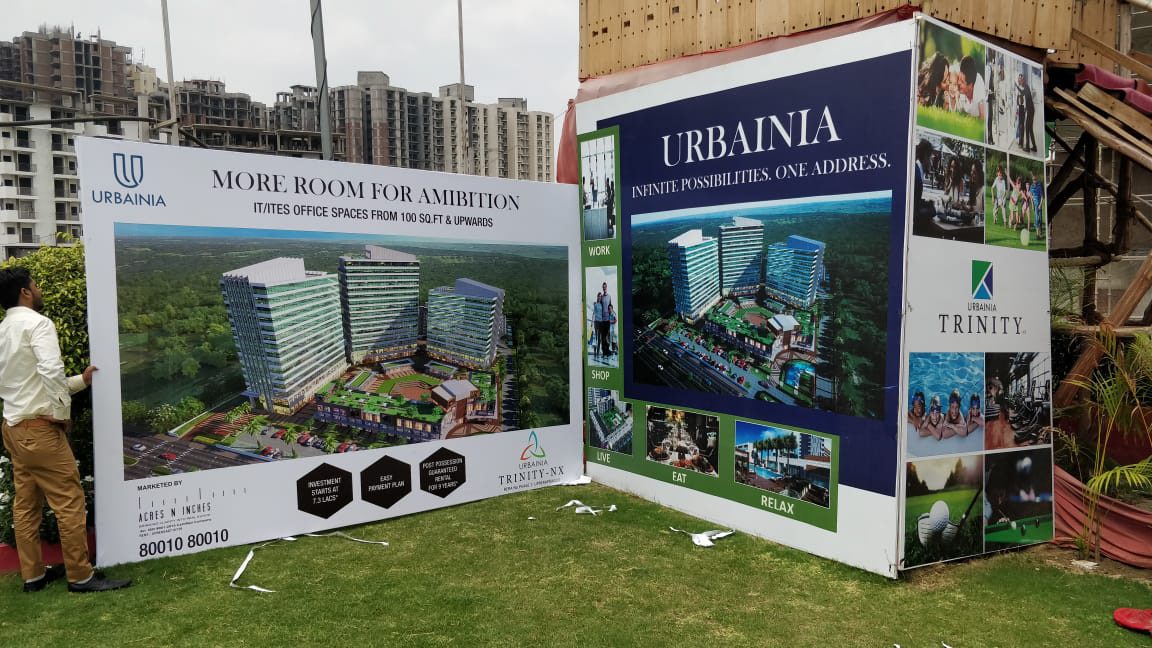 URBAINIA
MORE ROOM FOR AMIBITION
IT/ITES OFFICE SPACES FROM 100 SQ.FT & UPWARDS
MARKETED BY
ACRES N INCHES
80010 80010
INVESTMENT
STARTS AT
7.3 LACS*
EASY
PAYMENT PLAN
POST POSSESSION
GUARANTEED
RENTAL
FOR 9 YEARS*
URBAINIA
TRINITY-NX
URBAINIA
INFINITE POSSIBILITIES. ONE ADDRESS.
WORK
SHOP
LIVE
EAT
RELAX
URBAINIA
TRINITY